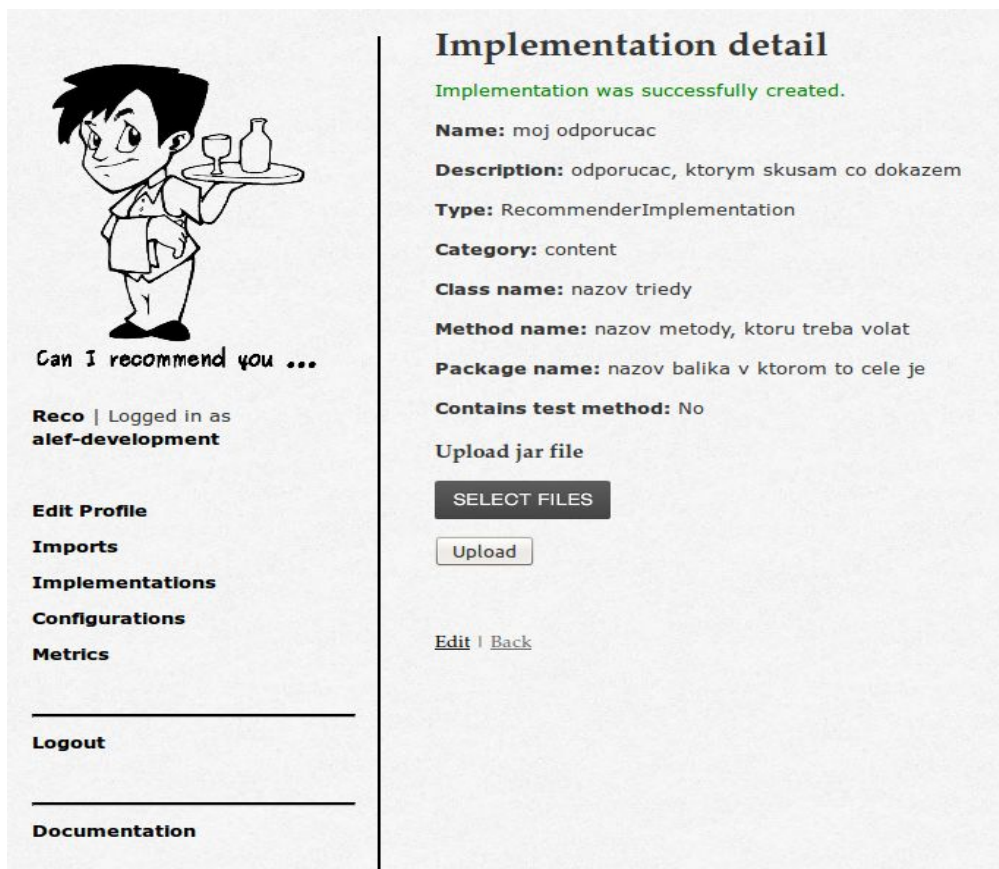 Can I recommend you ...
Reco | Logged in as
alef-development
Edit Profile
Imports
Implementations
Configurations
Metrics
Logout
Documentation
Implementation detail
Implementation was successfully created.
Name: moj odporucac
Description: odporucac, ktorym skusam co dokazem
Type: RecommenderImplementation
Category: content
Class name: nazov triedy
Method name: nazov metody, ktoru treba volat
Package name: nazov balika v ktorom to cele je
Contains test method: No
Upload jar file
SELECT FILES
Upload
Edit | Back